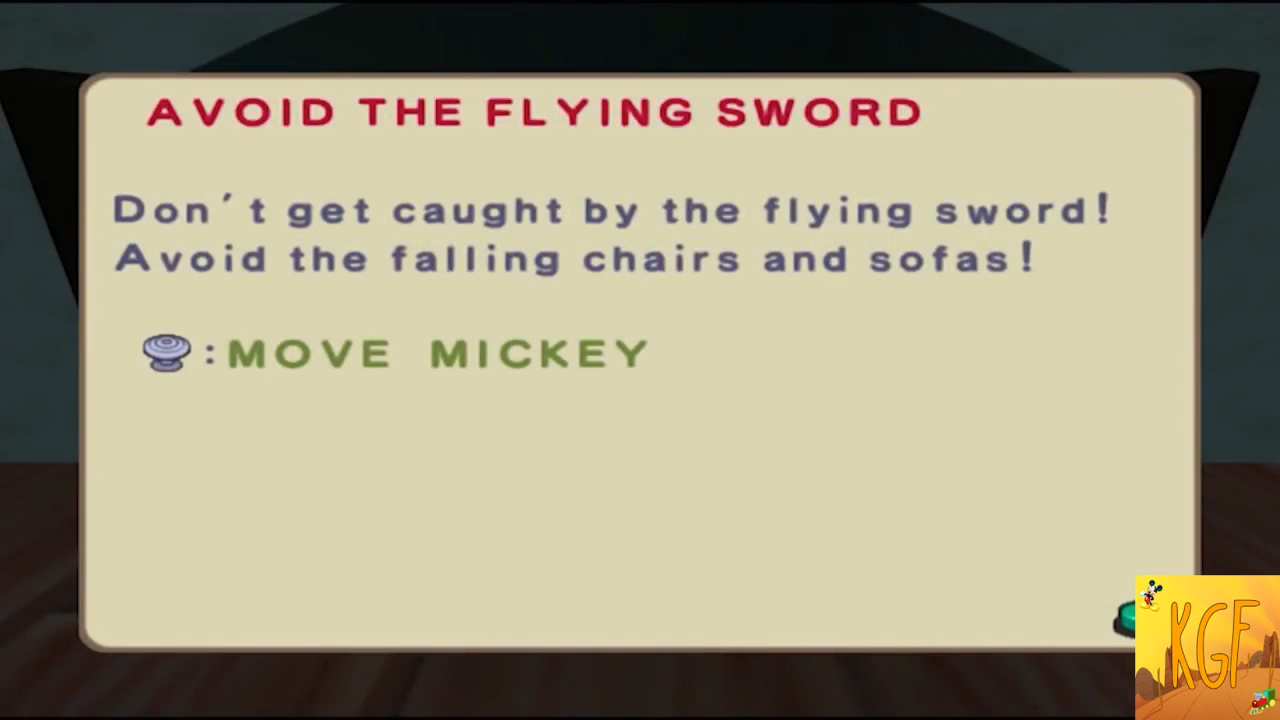 AVOID THE FLYING SWORD
Don't get caught by the flying sword!
Avoid the falling chairs and sofas!
:MOVE MICKEY
KGF